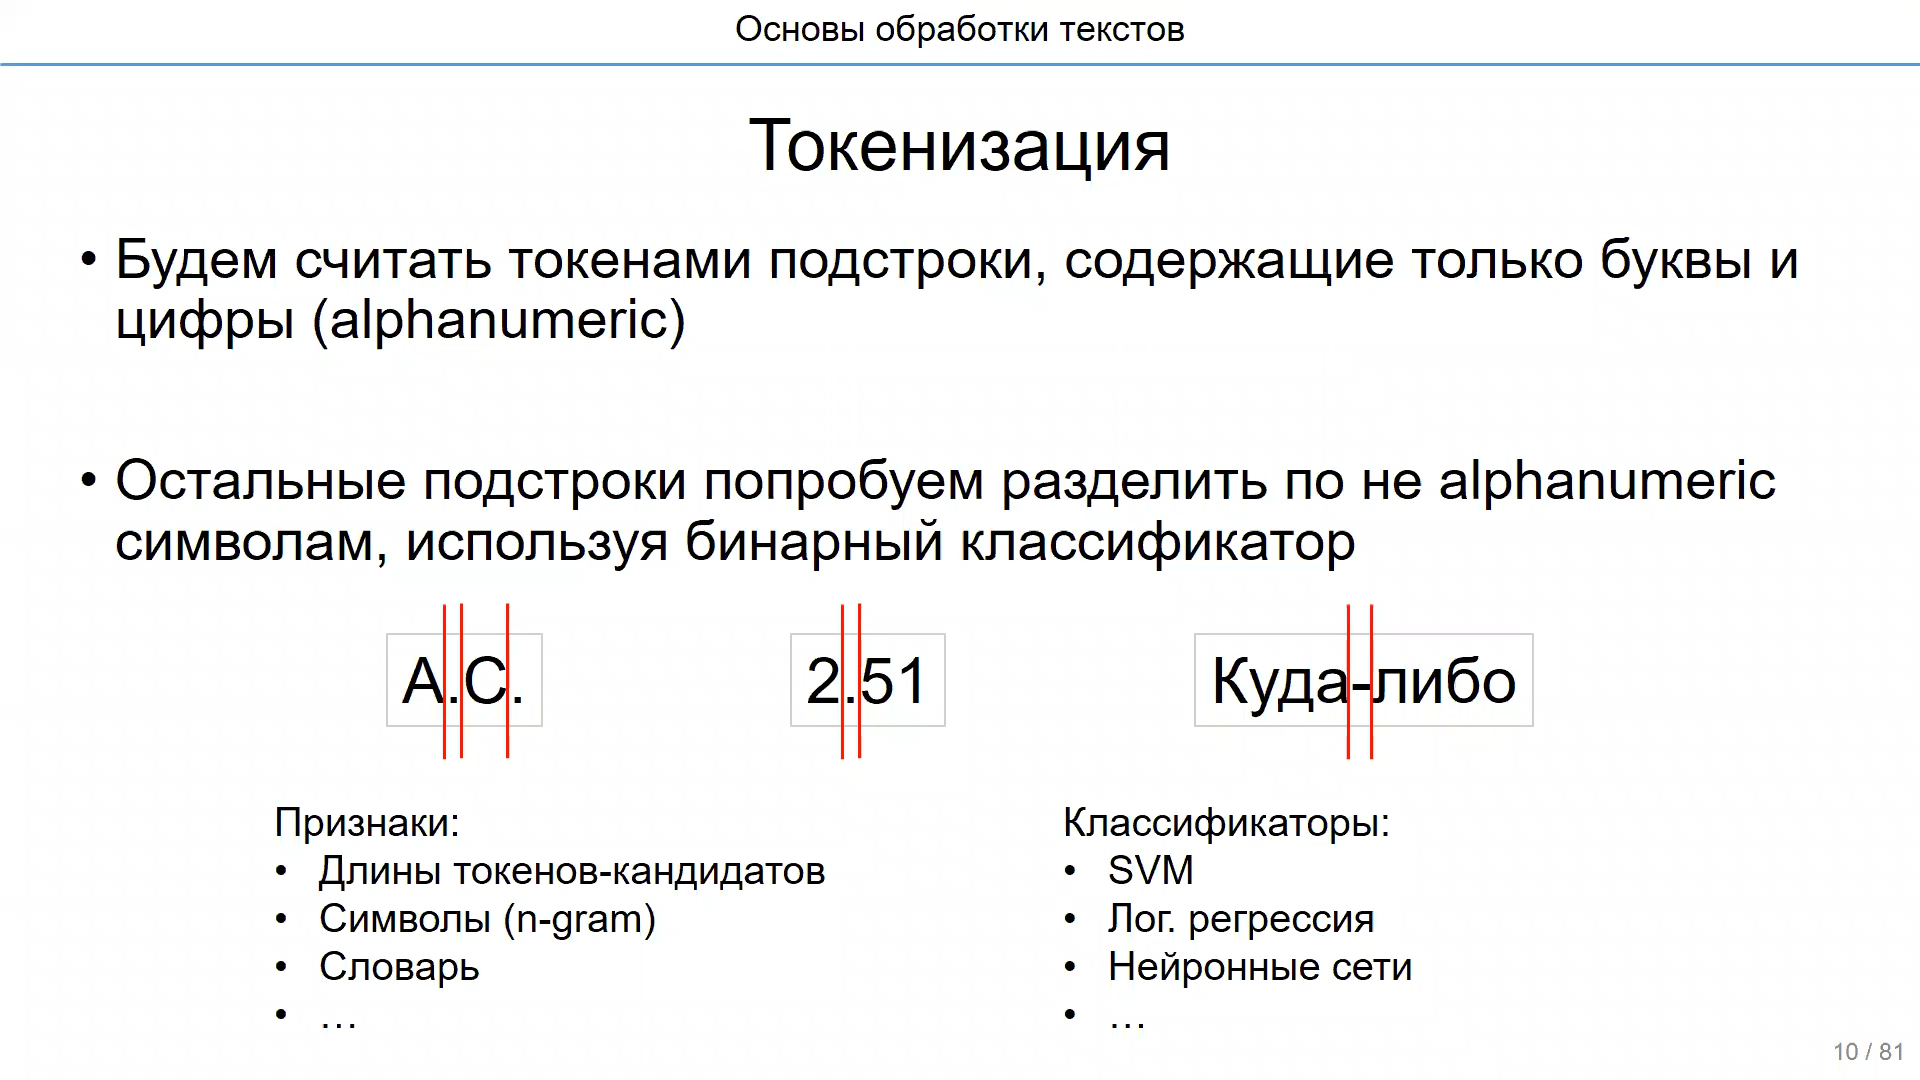 Основы обработки текстов
Токенизация
• Будем считать токенами подстроки, содержащие только буквы и
цифры (alphanumeric)
• Остальные подстроки попробуем разделить по не alphanumeric
символам, используя бинарный классификатор
А.С.
2.51
Куда-либо
Признаки:
• Длины токенов-кандидатов
• Символы (n-gram)
• Словарь
• …
Классификаторы:
• SVM
• Лог. регрессия
• Нейронные сети
• …
10 / 81